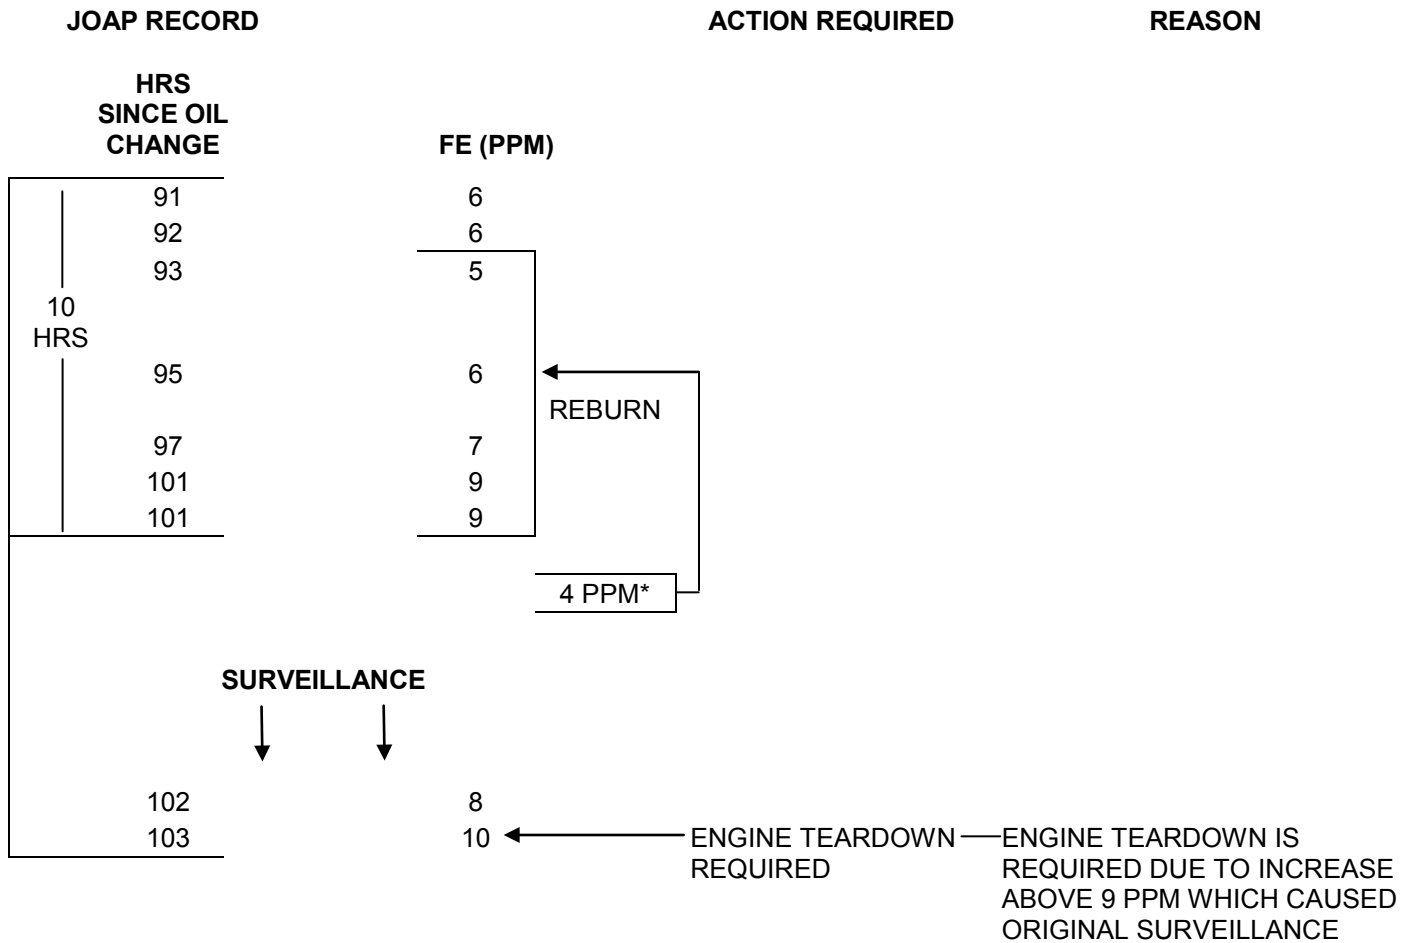 JOAP RECORD ACTION REQUIRED REASON
HRS
SINCE OIL
CHANGE FE (PPM)
91 6
92 6
93 5
10
HRS
95 6
REBURN
97 7
101 9
101 9
4 PPM*
SURVEILLANCE
102 8
103 10 ENGINE TEARDOWN ENGINE TEARDOWN IS
REQUIRED REQUIRED DUE TO INCREASE
ABOVE 9 PPM WHICH CAUSED
ORIGINAL SURVEILLANCE